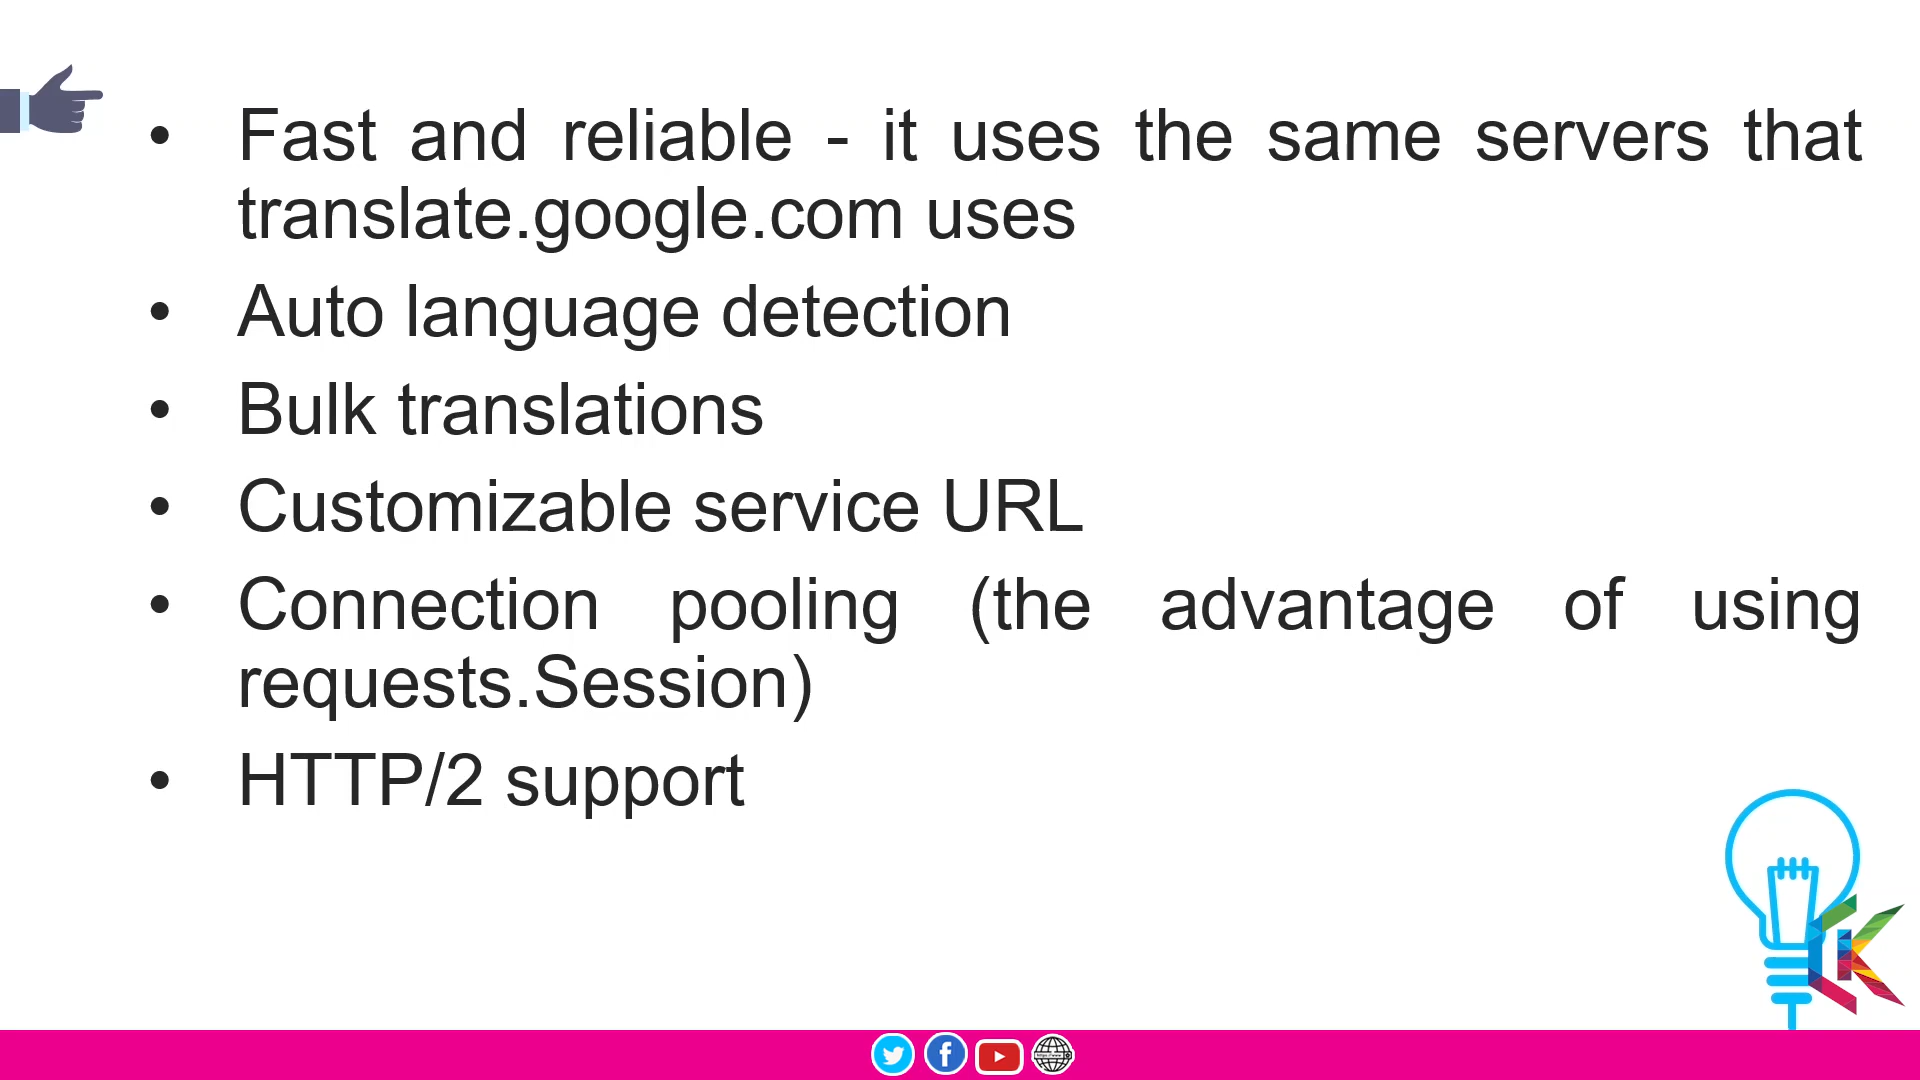 • Fast and reliable - it uses the same servers that
translate.google.com uses
• Auto language detection
• Bulk translations
• Customizable service URL
• Connection pooling (the advantage of using
requests.Session)
• HTTP/2 support